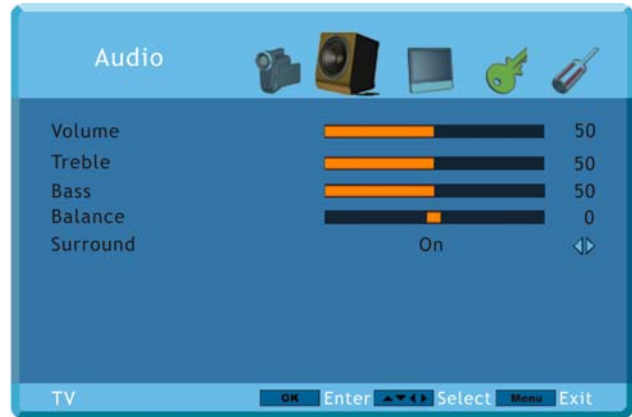 Audio
Volume 50
Treble 50
Bass 50
Balance 0
Surround On
TV OK Enter Select Menu Exit